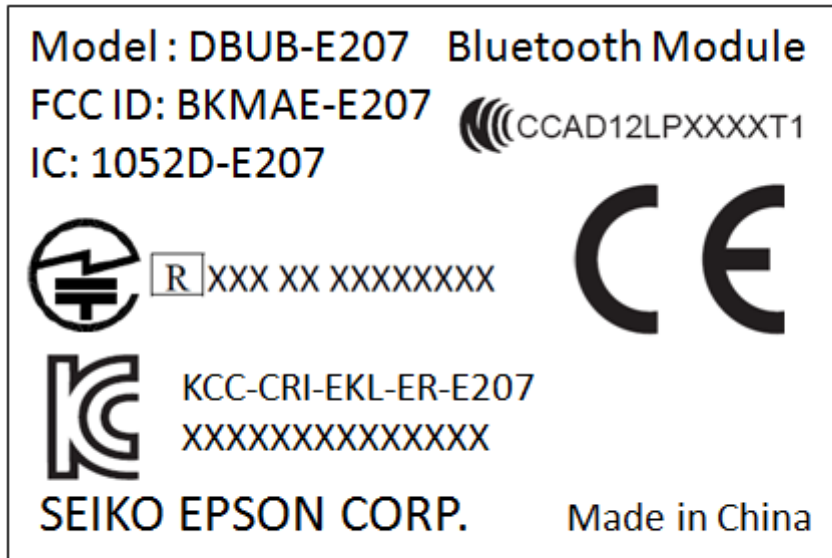 Model : DBUB-E207 Bluetooth Module
FCC ID: BKMAE-E207
CCAD12LPXXXXT1
IC: 1052D-E207
CE
R XXX XX XXXXXXXX
KCC-CRI-EKL-ER-E207
XXXXXXXXXXXXXX
SEIKO EPSON CORP. Made in China